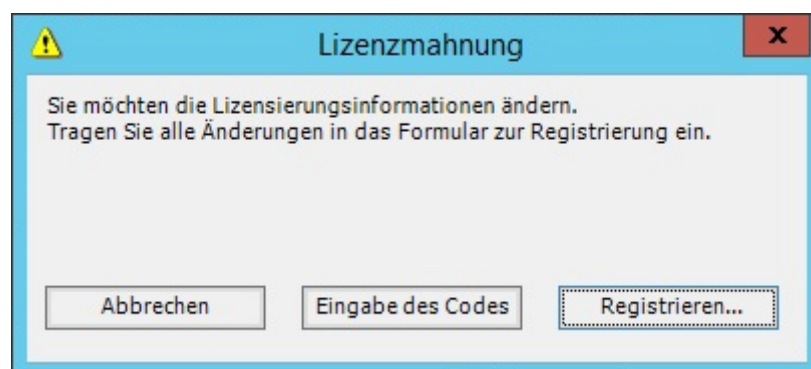 Lizenzmahnung
Sie möchten die Lizensierungsinformationen ändern.
Tragen Sie alle Änderungen in das Formular zur Registrierung ein.
Abbrechen
Eingabe des Codes
Registrieren...